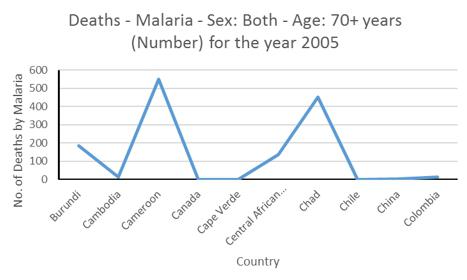 Deaths - Malaria - Sex: Both - Age: 70+ years
(Number) for the year 2005
No. of Deaths by Malaria
600
500
400
300
200
100
0
Burundi
Cambodia
Cameroon
Canada
Cape Verde
Central African...
Chad
Chile
China
Colombia
Country